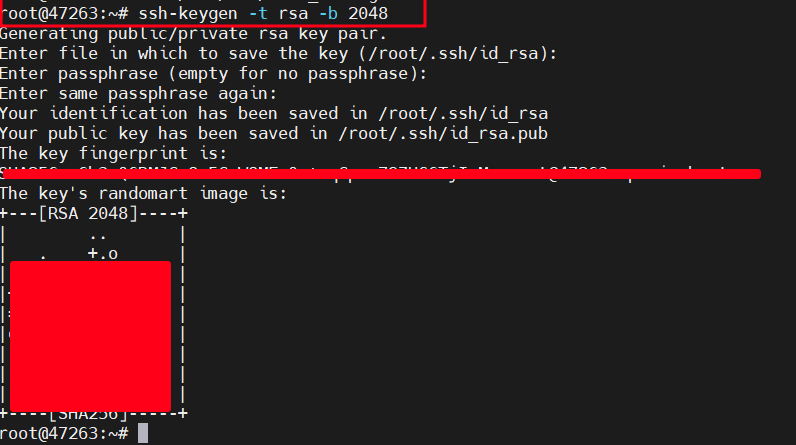 root@47263:~# ssh-keygen -t rsa -b 2048
Generating public/private rsa key pair.
Enter file in which to save the key (/root/.ssh/id_rsa):
Enter passphrase (empty for no passphrase):
Enter same passphrase again:
Your identification has been saved in /root/.ssh/id_rsa
Your public key has been saved in /root/.ssh/id_rsa.pub
The key fingerprint is:
The key's randomart image is:
+---[RSA 2048]----+
|        ..       |
|   .    +.o      |
+----[SHA256]-----+
root@47263:~#